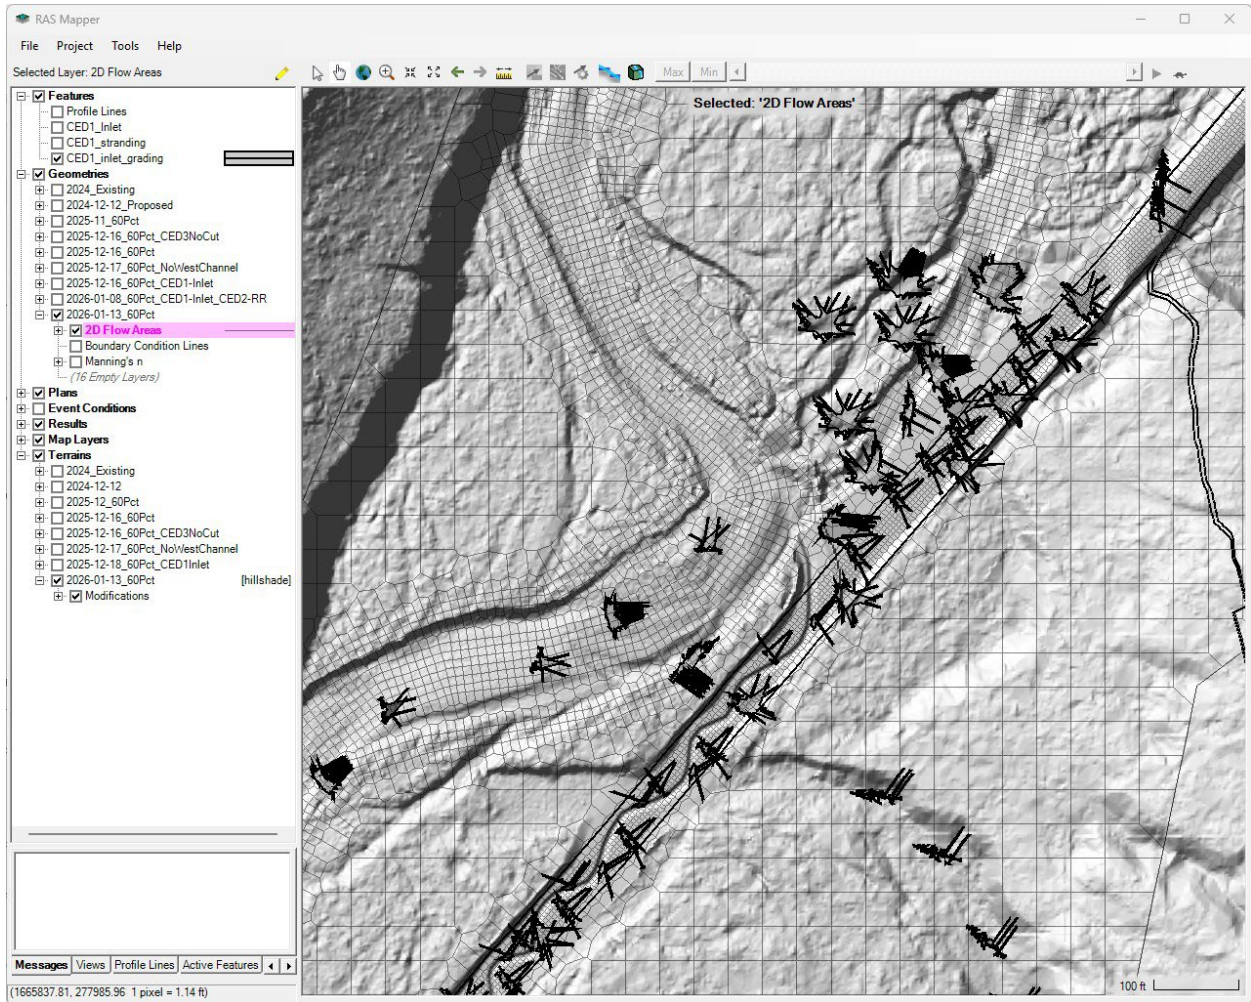 RAS Mapper
File Project Tools Help
Selected Layer: 2D Flow Areas
Max Min
Features
Profile Lines
CED1_Inlet
CED1_stranding
CED1_inlet_grading
Geometries
2024_Existing
2024-12-12_Proposed
2025-11_60Pct
2025-12-16_60Pct_CED3NoCut
2025-12-16_60Pct
2025-12-17_60Pct_NoWestChannel
2025-12-16_60Pct_CED1-Inlet
2026-01-08_60Pct_CED1-Inlet_CED2-RR
2026-01-13_60Pct
2D Flow Areas
Boundary Condition Lines
Manning's n
(16 Empty Layers)
Plans
Event Conditions
Results
Map Layers
Terrains
2024_Existing
2024-12-12
2025-12_60Pct
2025-12-16_60Pct
2025-12-16_60Pct_CED3NoCut
2025-12-17_60Pct_NoWestChannel
2025-12-18_60Pct_CED1Inlet
2026-01-13_60Pct [hillshade]
Modifications
Selected: '2D Flow Areas'
100 ft
Messages Views Profile Lines Active Features
(1665837.81, 277985.96 1 pixel = 1.14 ft)